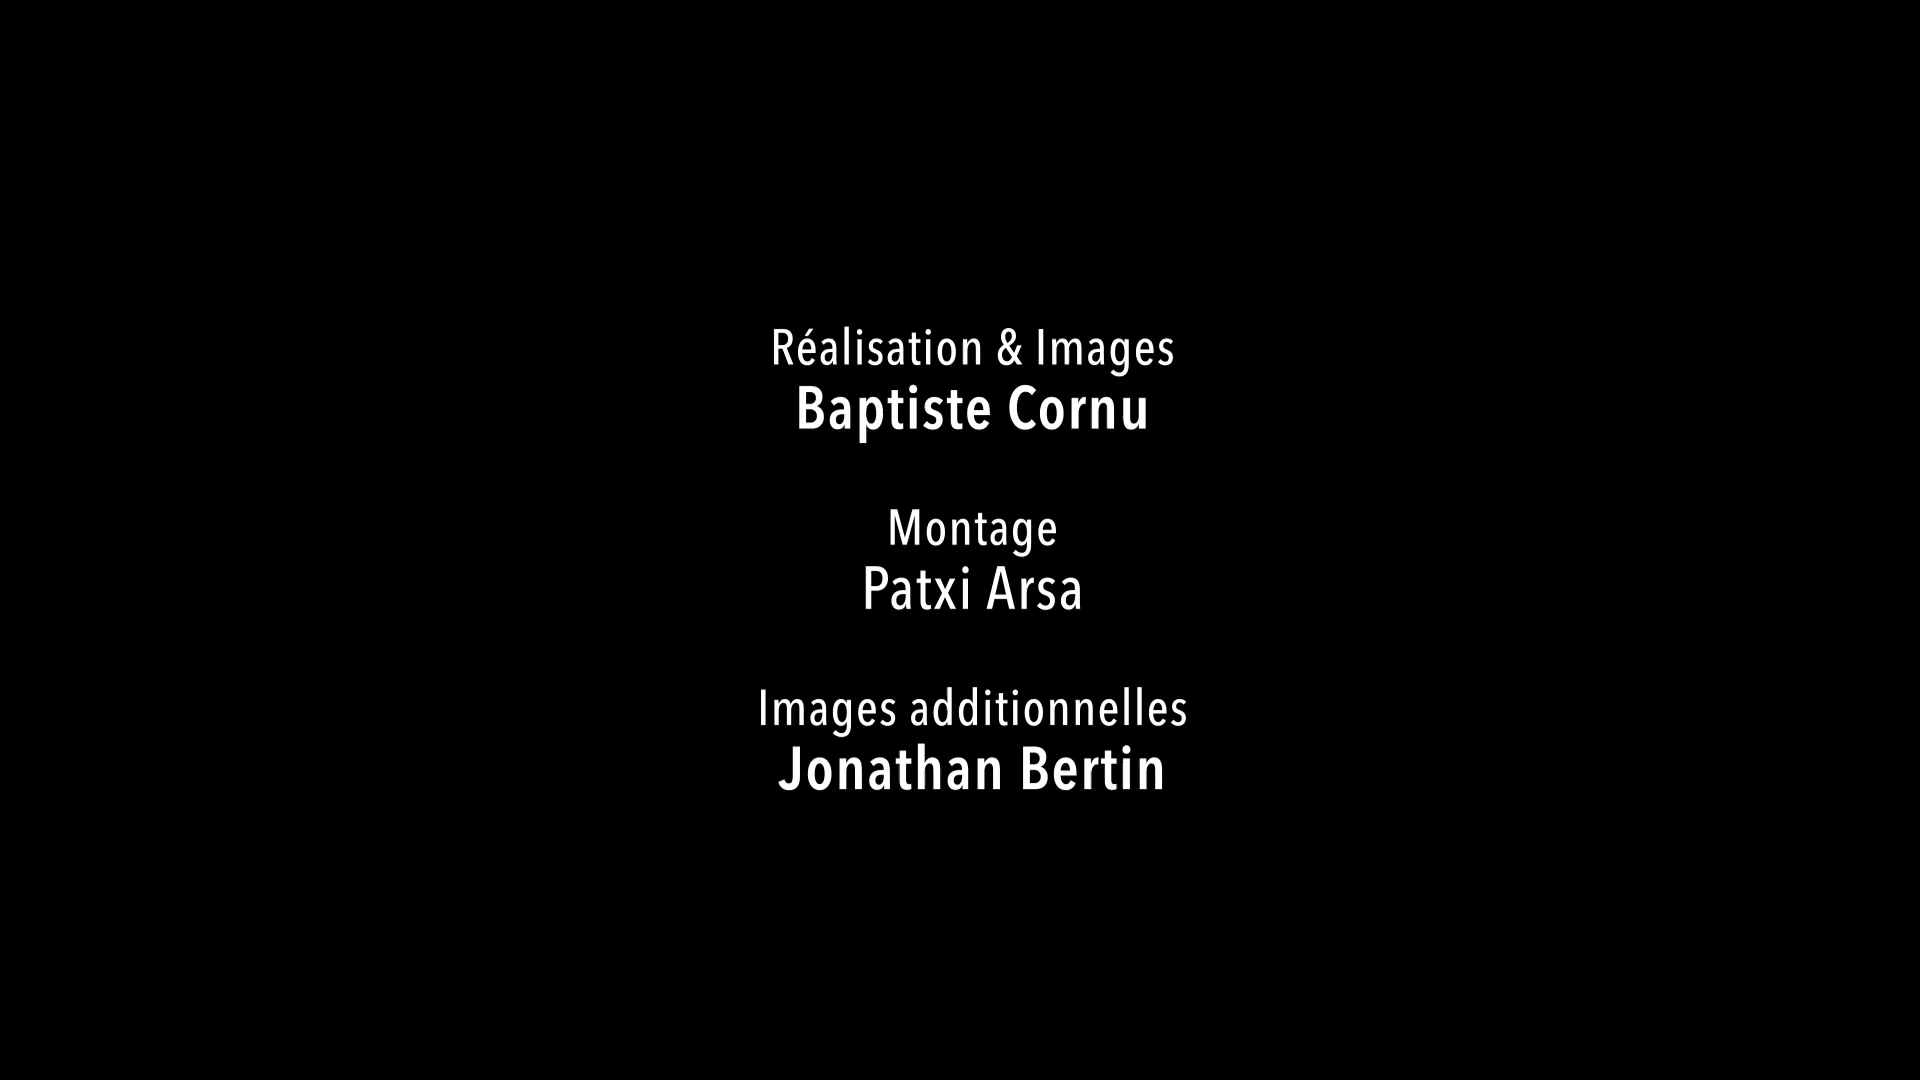 Réalisation & Images
Baptiste Cornu
Montage
Patxi Arsa
Images additionnelles
Jonathan Bertin